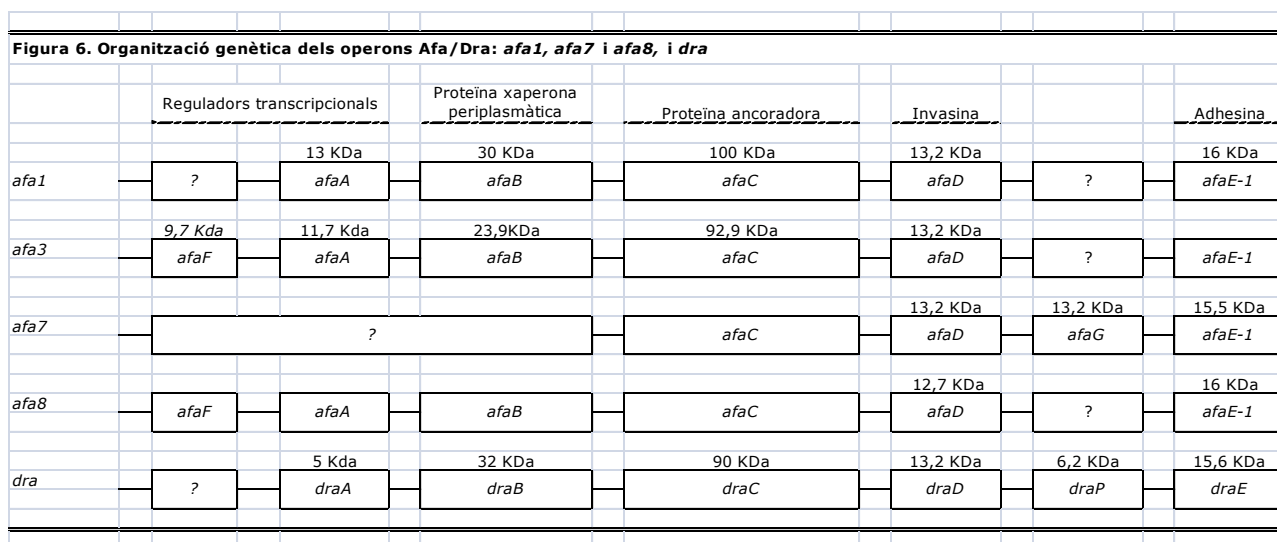 Figura 6. Organització genètica dels operons Afa/Dra: afa1, afa7 i afa8, i dra
Reguladors transcripcionals
Proteïna xaperona
periplasmàtica
Proteïna ancoradora
Invasina
Adhesina
13 KDa 30 KDa 100 KDa 13,2 KDa 16 KDa
afa1 ? afaA afaB afaC afaD ? afaE-1
9,7 Kda 11,7 Kda 23,9KDa 92,9 KDa 13,2 KDa
afa3 afaF afaA afaB afaC afaD ? afaE-1
13,2 KDa 13,2 KDa 15,5 KDa
afa7 ? afaC afaD afaG afaE-1
12,7 KDa 16 KDa
afa8 afaF afaA afaB afaC afaD ? afaE-1
5 Kda 32 KDa 90 KDa 13,2 KDa 6,2 KDa 15,6 KDa
dra ? draA draB draC draD draP draE